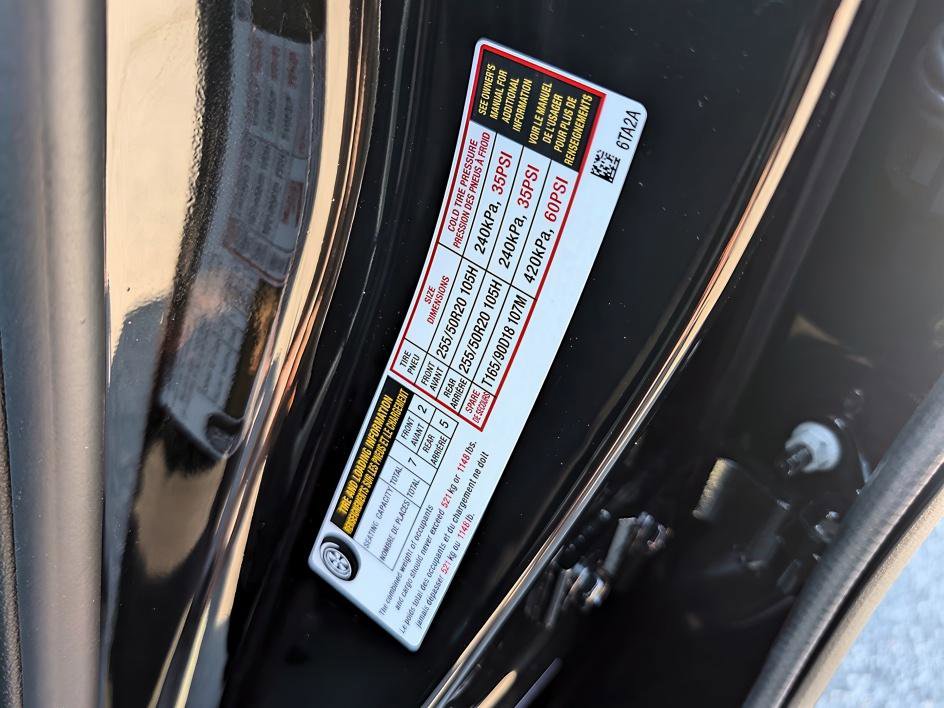 TIRE AND LOADING INFORMATION
RENSEIGNEMENTS SUR LES PNEUS ET LE CHARGEMENT
SEATING CAPACITY TOTAL 7 FRONT 2 REAR 5
NOMBRE DE PLACES TOTAL AVANT ARRIÈRE
The combined weight of occupants
and cargo should never exceed 521 kg or 1148 lbs.
Le poids total des occupants et du chargement ne doit
jamais dépasser 521 kg ou 1148 lb.
TIRE SIZE COLD TIRE PRESSURE
PNEU DIMENSIONS PRESSION DES PNEUS À FROID
FRONT
AVANT 255/50R20 105H 240kPa, 35PSI
REAR
ARRIÈRE 255/50R20 105H 240kPa, 35PSI
SPARE
DE SECOURS T165/90D18 107M 420kPa, 60PSI
SEE OWNER'S
MANUAL FOR
ADDITIONAL
INFORMATION
VOIR LE MANUEL
DE L'USAGER
POUR PLUS DE
RENSEIGNEMENTS
6TA2A